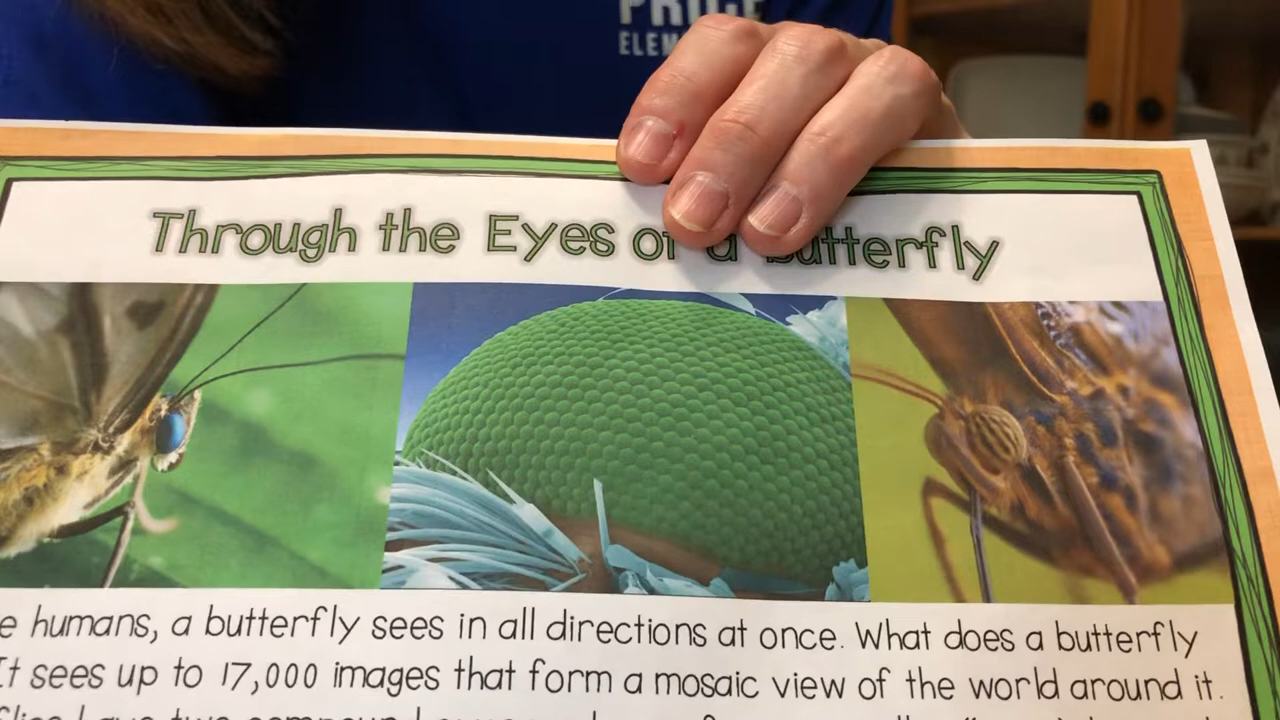 PRICE
ELEM
Through the Eyes of a Butterfly
e humans, a butterfly sees in all directions at once. What does a butterfly
It sees up to 17,000 images that form a mosaic view of the world around it.